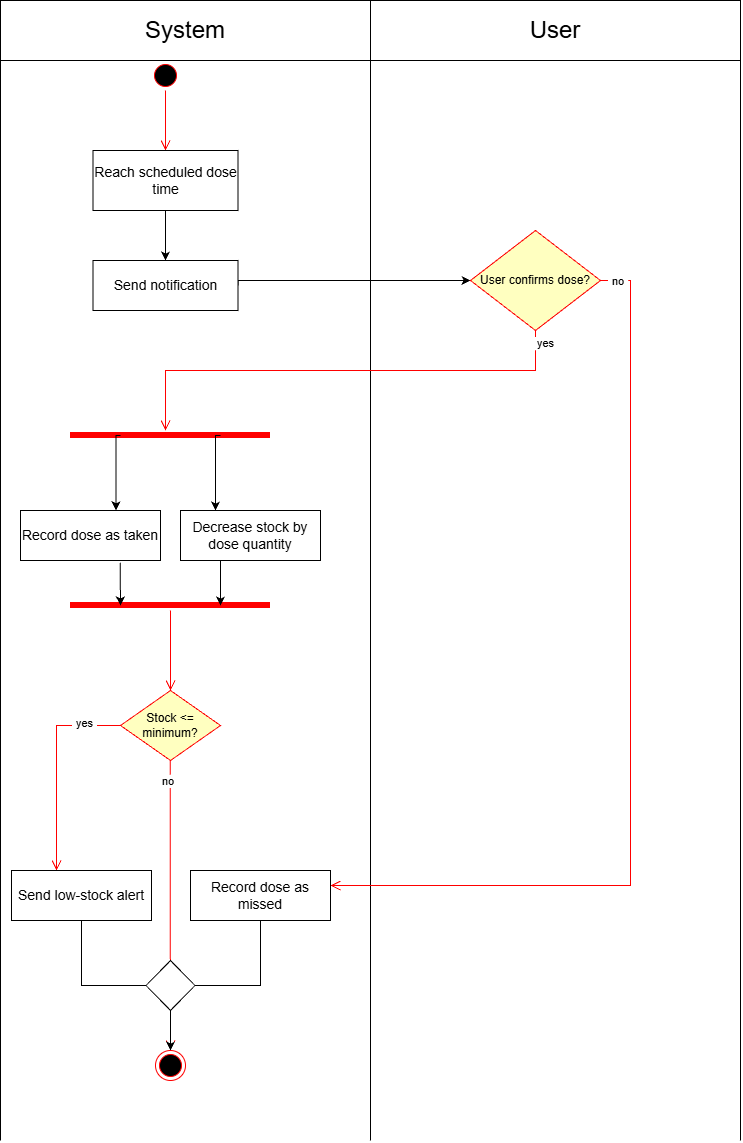 System
User
Reach scheduled dose
time
Send notification
User confirms dose?
no
yes
Record dose as taken
Decrease stock by
dose quantity
Stock <=
minimum?
yes
no
Send low-stock alert
Record dose as
missed